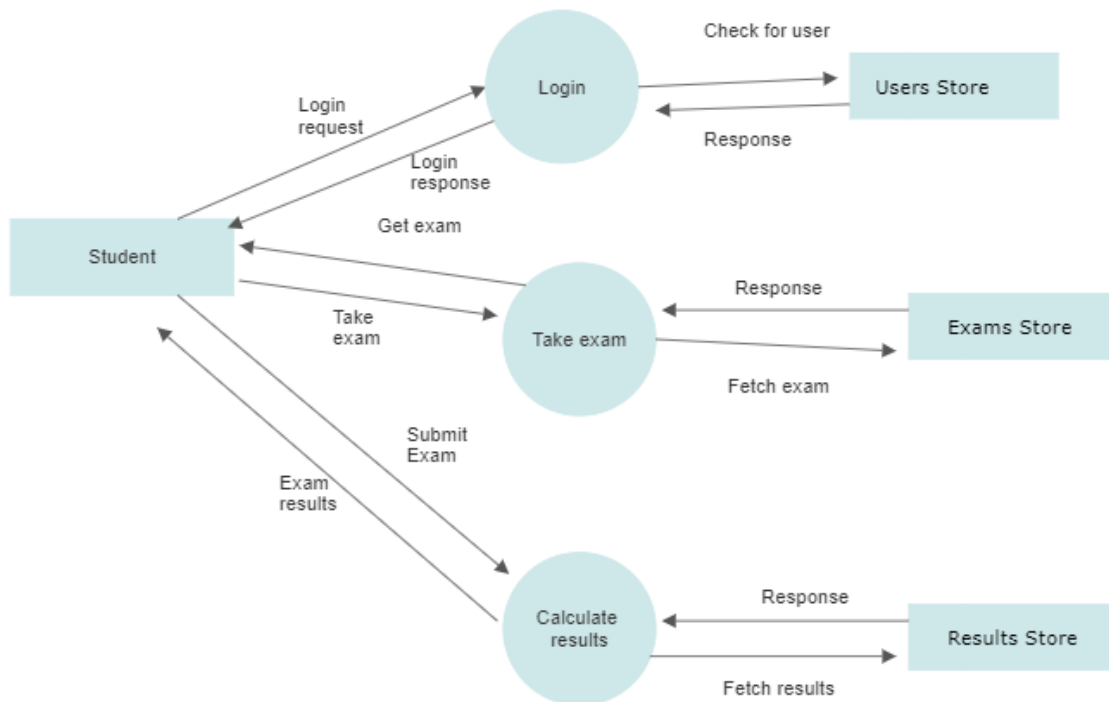 Check for user
Login
Users Store
Login
request
Response
Login
response
Get exam
Student
Response
Take
exam
Take exam
Exams Store
Fetch exam
Submit
Exam
Exam
results
Response
Calculate
results
Results Store
Fetch results